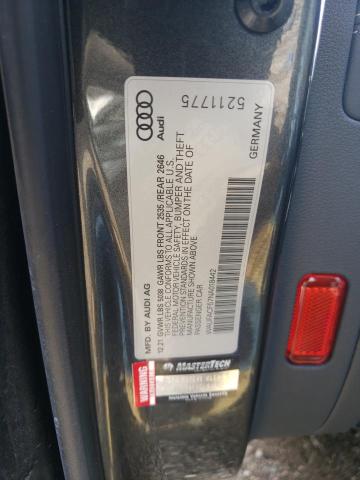 Audi
5211775
GERMANY
MFD. BY AUDI AG
12.21 GVWR LBS 5038 GAWR LBS FRONT 2535 /REAR 2646
THIS VEHICLE CONFORMS TO ALL APPLICABLE U.S.
FEDERAL MOTOR VEHICLE SAFETY, BUMPER AND THEFT
PREVENTION STANDARDS IN EFFECT ON THE DATE OF
MANUFACTURE SHOWN ABOVE.
PASSENGER CAR
WARNING
MASTERTECH